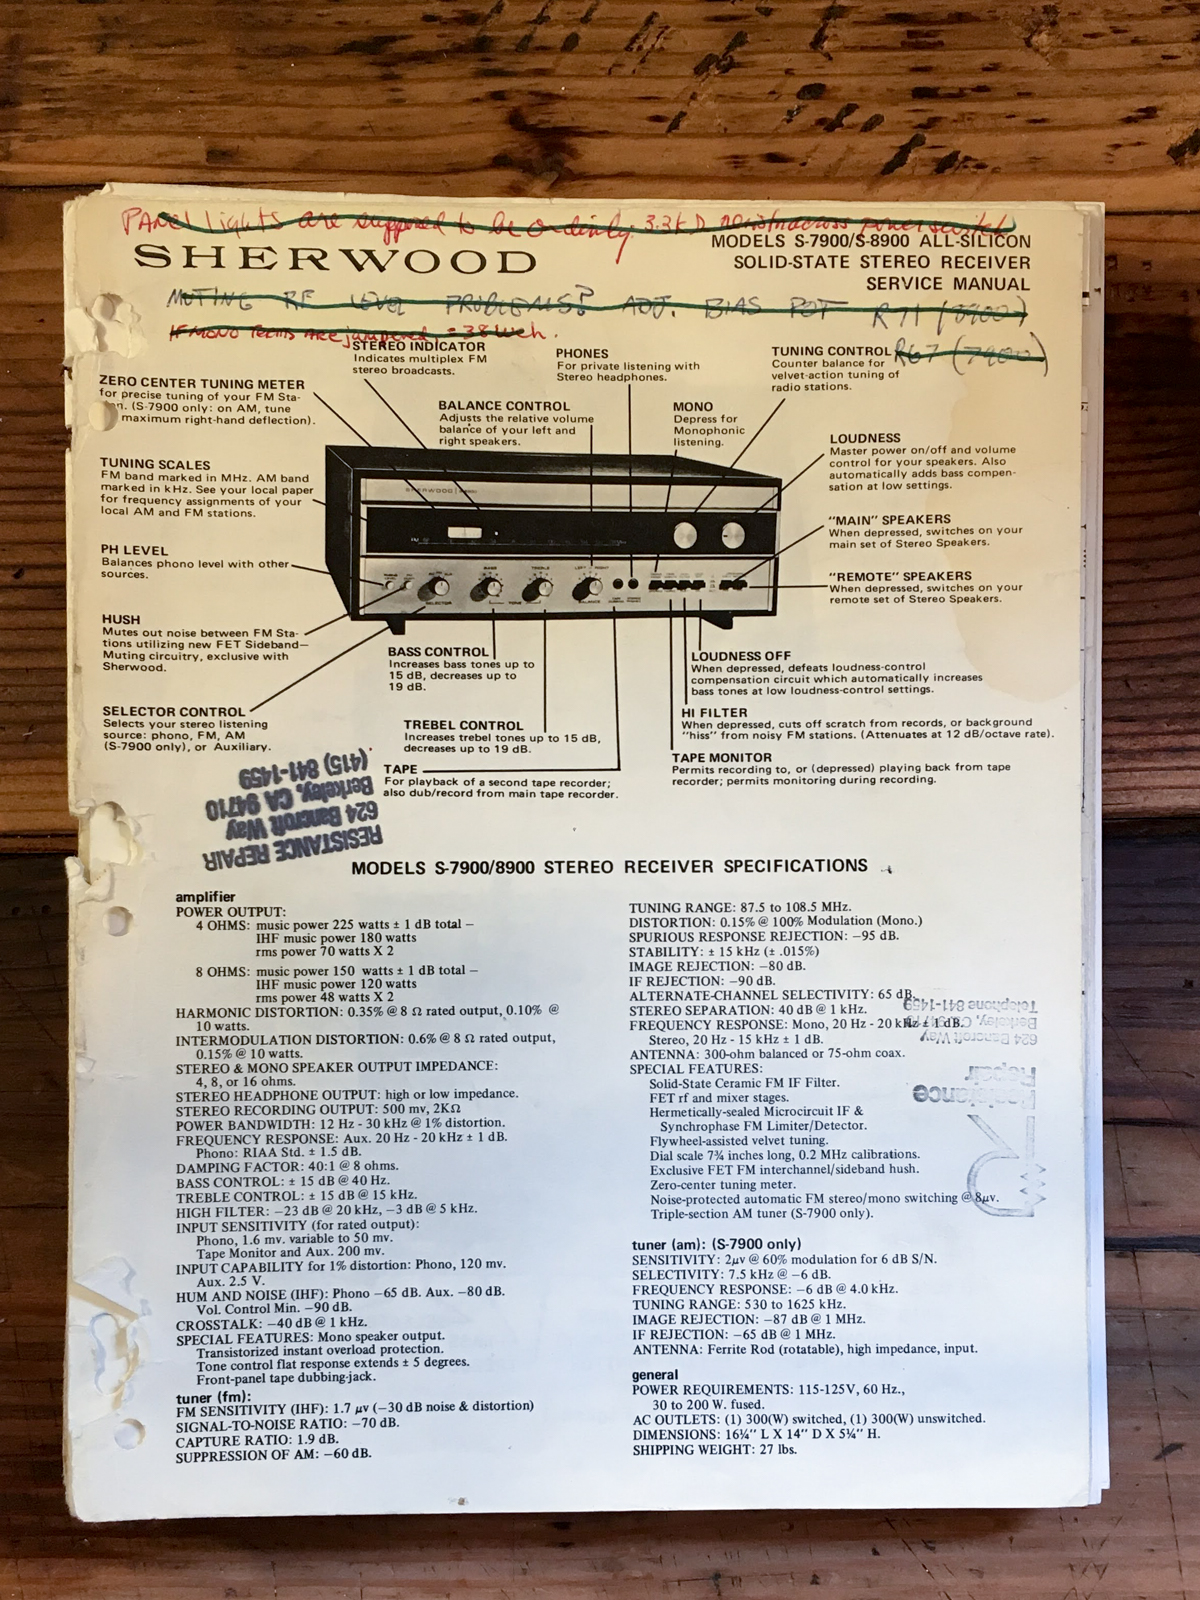 PANEL Lights are supposed to be on dimly. 3.3K across power switch
SHERWOOD
MODELS S-7900/S-8900 ALL-SILICON
SOLID-STATE STEREO RECEIVER
SERVICE MANUAL
MUTING RF LEVEL PROBLEMS? ADJ. BIAS POT R71 (8900)
R67 (7900)
IF MONO TERMS ARE jumpered, = 38W ch.
STEREO INDICATOR
Indicates multiplex FM
stereo broadcasts.
PHONES
For private listening with
Stereo headphones.
TUNING CONTROL
Counter balance for
velvet-action tuning of
radio stations.
ZERO CENTER TUNING METER
for precise tuning of your FM Sta-
(S-7900 only: on AM, tune
maximum right-hand deflection).
BALANCE CONTROL
Adjusts the relative volume
balance of your left and
right speakers.
MONO
Depress for
Monophonic
listening.
LOUDNESS
Master power on/off and volume
control for your speakers. Also
automatically adds bass compen-
sation at low settings.
TUNING SCALES
FM band marked in MHz. AM band
marked in kHz. See your local paper
for frequency assignments of your
local AM and FM stations.
"MAIN" SPEAKERS
When depressed, switches on your
main set of Stereo Speakers.
PH LEVEL
Balances phono level with other
sources.
"REMOTE" SPEAKERS
When depressed, switches on your
remote set of Stereo Speakers.
SHERWOOD
BASS
TREBLE
LEFT - RIGHT
SELECTOR
TONE
BALANCE
HUSH
Mutes out noise between FM Sta-
tions utilizing new FET Sideband—
Muting circuitry, exclusive with
Sherwood.
BASS CONTROL
Increases bass tones up to
15 dB, decreases up to
19 dB.
LOUDNESS OFF
When depressed, defeats loudness-control
compensation circuit which automatically increases
bass tones at low loudness-control settings.
SELECTOR CONTROL
Selects your stereo listening
source: phono, FM, AM
(S-7900 only), or Auxiliary.
TREBEL CONTROL
Increases trebel tones up to 15 dB,
decreases up to 19 dB.
HI FILTER
When depressed, cuts off scratch from records, or background
"hiss" from noisy FM stations. (Attenuates at 12 dB/octave rate).
TAPE
For playback of a second tape recorder;
also dub/record from main tape recorder.
TAPE MONITOR
Permits recording to, or (depressed) playing back from tape
recorder; permits monitoring during recording.
RESISTANCE REPAIR
624 Bancroft Way
Berkeley, CA 94710
(415) 841-1459
MODELS S-7900/8900 STEREO RECEIVER SPECIFICATIONS
amplifier
POWER OUTPUT:
4 OHMS: music power 225 watts ± 1 dB total –
IHF music power 180 watts
rms power 70 watts X 2
8 OHMS: music power 150 watts ± 1 dB total –
IHF music power 120 watts
rms power 48 watts X 2
HARMONIC DISTORTION: 0.35% @ 8 Ω rated output, 0.10% @
10 watts.
INTERMODULATION DISTORTION: 0.6% @ 8 Ω rated output,
0.15% @ 10 watts.
STEREO & MONO SPEAKER OUTPUT IMPEDANCE:
4, 8, or 16 ohms.
STEREO HEADPHONE OUTPUT: high or low impedance.
STEREO RECORDING OUTPUT: 500 mv, 2KΩ
POWER BANDWIDTH: 12 Hz - 30 kHz @ 1% distortion.
FREQUENCY RESPONSE: Aux. 20 Hz - 20 kHz ± 1 dB.
Phono: RIAA Std. ± 1.5 dB.
DAMPING FACTOR: 40:1 @ 8 ohms.
BASS CONTROL: ± 15 dB @ 40 Hz.
TREBLE CONTROL: ± 15 dB @ 15 kHz.
HIGH FILTER: –23 dB @ 20 kHz, –3 dB @ 5 kHz.
INPUT SENSITIVITY (for rated output):
Phono, 1.6 mv. variable to 50 mv.
Tape Monitor and Aux. 200 mv.
INPUT CAPABILITY for 1% distortion: Phono, 120 mv.
Aux. 2.5 V.
HUM AND NOISE (IHF): Phono –65 dB. Aux. –80 dB.
Vol. Control Min. –90 dB.
CROSSTALK: –40 dB @ 1 kHz.
SPECIAL FEATURES: Mono speaker output.
Transistorized instant overload protection.
Tone control flat response extends ± 5 degrees.
Front-panel tape dubbing-jack.
tuner (fm):
FM SENSITIVITY (IHF): 1.7 μv (–30 dB noise & distortion)
SIGNAL-TO-NOISE RATIO: –70 dB.
CAPTURE RATIO: 1.9 dB.
SUPPRESSION OF AM: –60 dB.
TUNING RANGE: 87.5 to 108.5 MHz.
DISTORTION: 0.15% @ 100% Modulation (Mono.)
SPURIOUS RESPONSE REJECTION: –95 dB.
STABILITY: ± 15 kHz (± .015%)
IMAGE REJECTION: –80 dB.
IF REJECTION: –90 dB.
ALTERNATE-CHANNEL SELECTIVITY: 65 dB.
STEREO SEPARATION: 40 dB @ 1 kHz.
FREQUENCY RESPONSE: Mono, 20 Hz - 20 kHz ± 1 dB.
Stereo, 20 Hz - 15 kHz ± 1 dB.
ANTENNA: 300-ohm balanced or 75-ohm coax.
SPECIAL FEATURES:
Solid-State Ceramic FM IF Filter.
FET rf and mixer stages.
Hermetically-sealed Microcircuit IF &
Synchrophase FM Limiter/Detector.
Flywheel-assisted velvet tuning.
Dial scale 7¾ inches long, 0.2 MHz calibrations.
Exclusive FET FM interchannel/sideband hush.
Zero-center tuning meter.
Noise-protected automatic FM stereo/mono switching @ 8μv.
Triple-section AM tuner (S-7900 only).
Resistance
Repair
624 Bancroft Way
Berkeley, CA
Telephone 841-1459
tuner (am): (S-7900 only)
SENSITIVITY: 2μv @ 60% modulation for 6 dB S/N.
SELECTIVITY: 7.5 kHz @ –6 dB.
FREQUENCY RESPONSE: –6 dB @ 4.0 kHz.
TUNING RANGE: 530 to 1625 kHz.
IMAGE REJECTION: –87 dB @ 1 MHz.
IF REJECTION: –65 dB @ 1 MHz.
ANTENNA: Ferrite Rod (rotatable), high impedance, input.
general
POWER REQUIREMENTS: 115-125V, 60 Hz.,
30 to 200 W. fused.
AC OUTLETS: (1) 300(W) switched, (1) 300(W) unswitched.
DIMENSIONS: 16¼" L X 14" D X 5¼" H.
SHIPPING WEIGHT: 27 lbs.